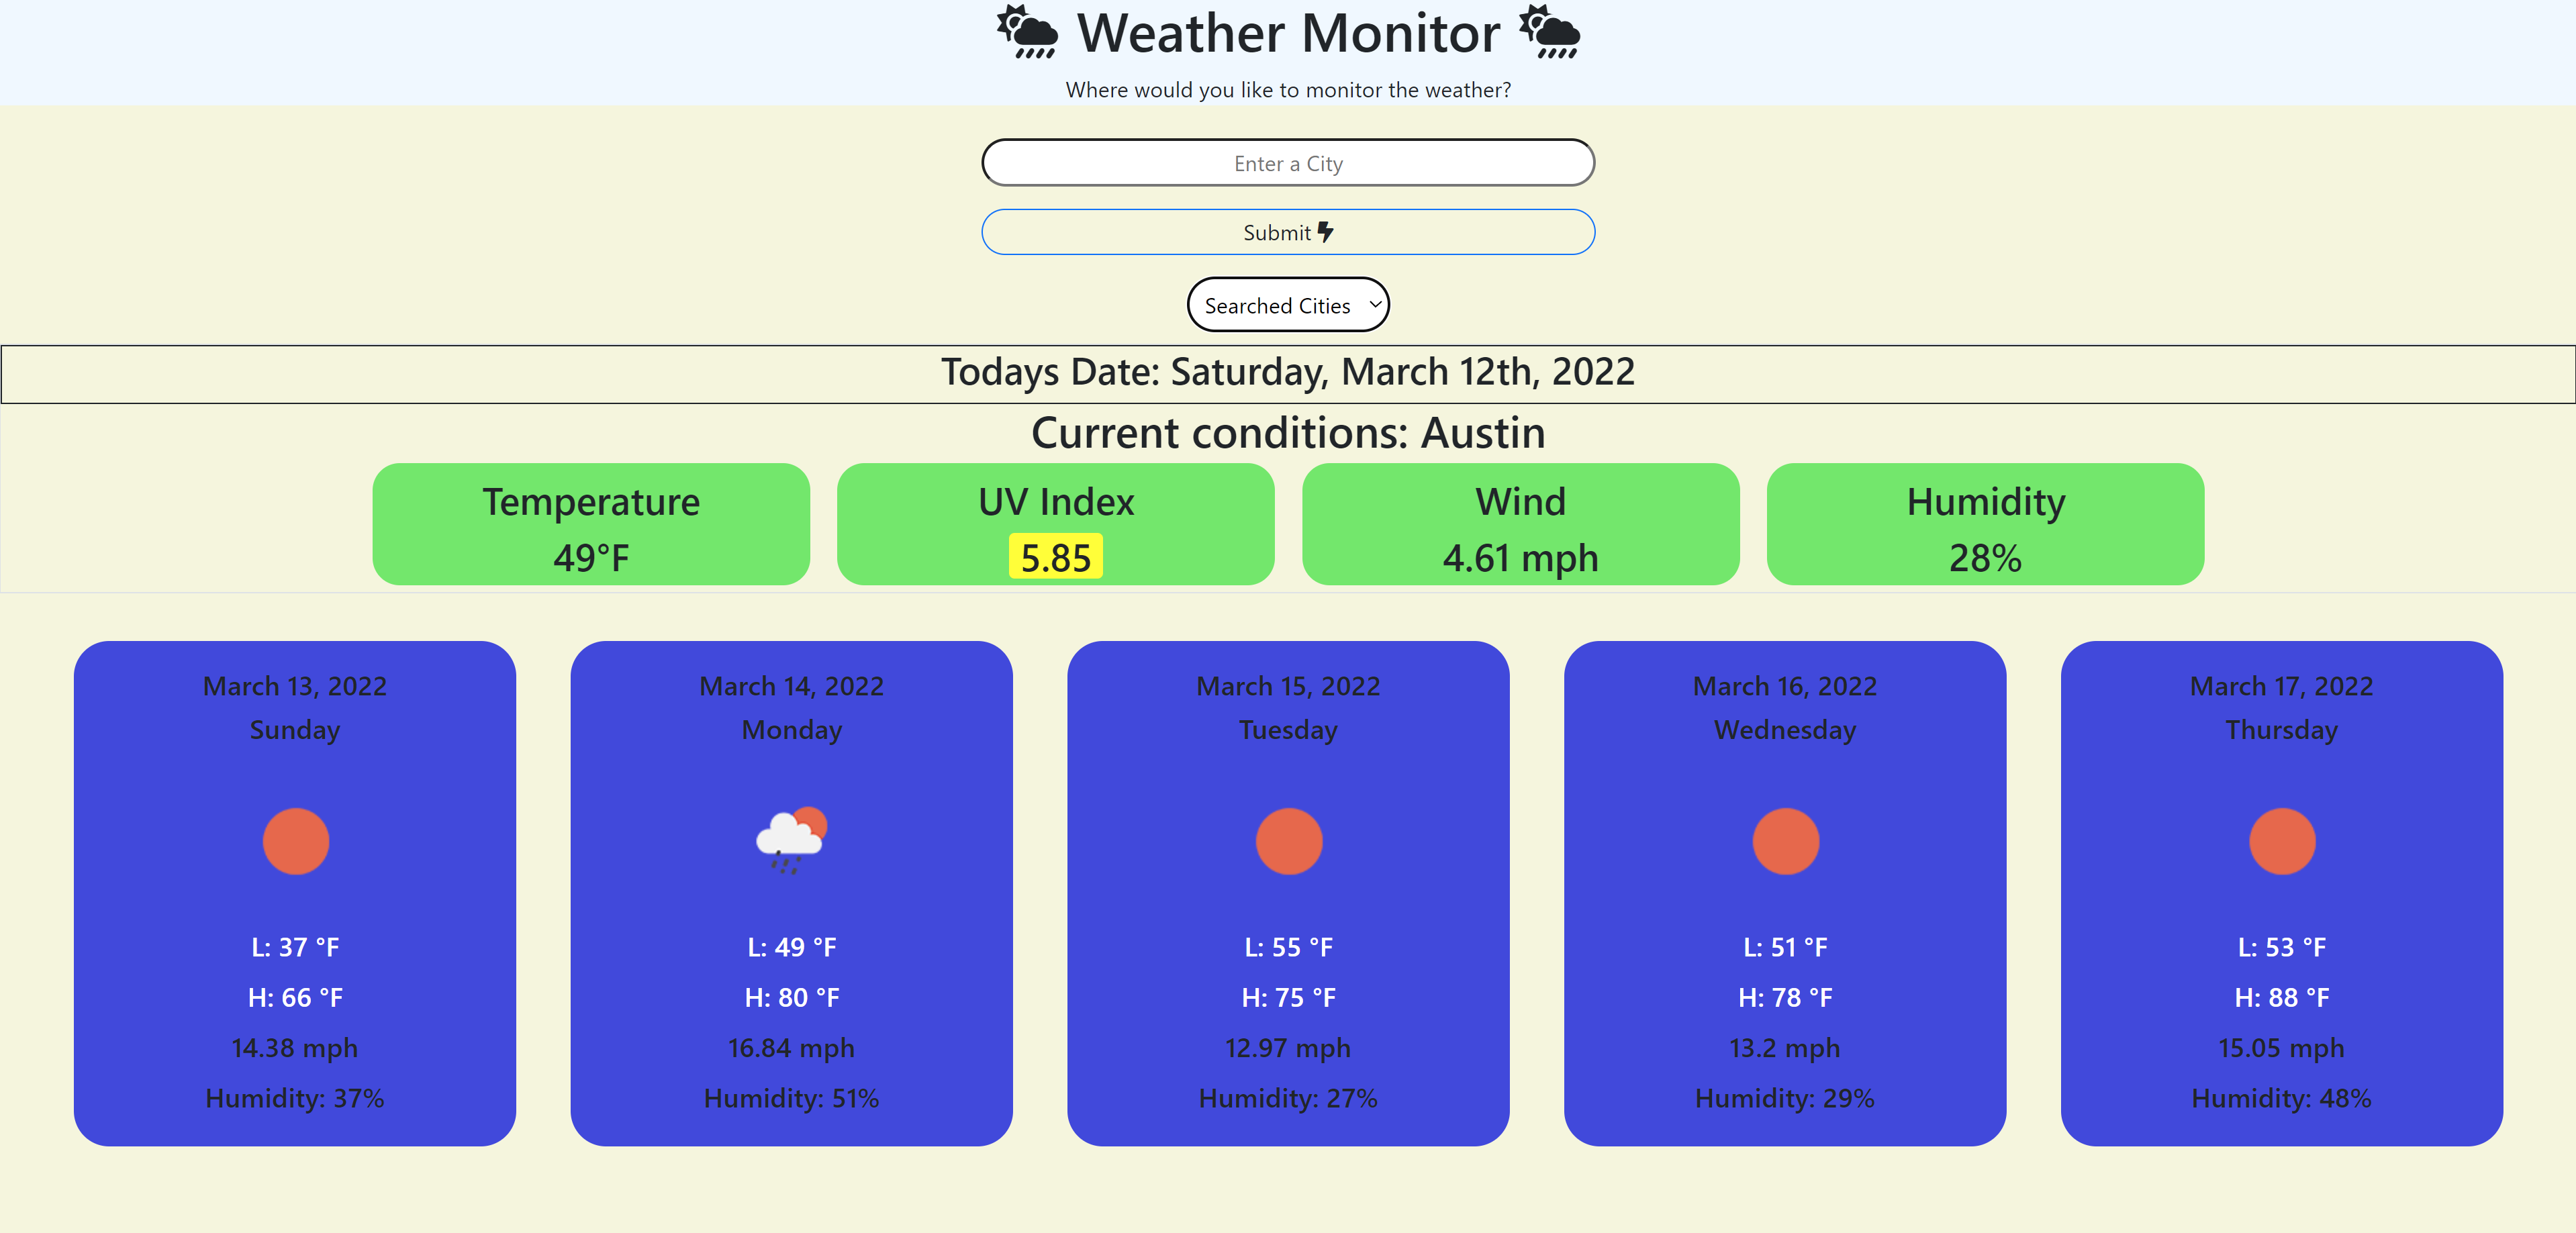 Weather Monitor
Where would you like to monitor the weather?
Enter a City
Submit
Searched Cities
Todays Date: Saturday, March 12th, 2022
Current conditions: Austin
Temperature
49°F
UV Index
5.85
Wind
4.61 mph
Humidity
28%
March 13, 2022
Sunday
L: 37 °F
H: 66 °F
14.38 mph
Humidity: 37%
March 14, 2022
Monday
L: 49 °F
H: 80 °F
16.84 mph
Humidity: 51%
March 15, 2022
Tuesday
L: 55 °F
H: 75 °F
12.97 mph
Humidity: 27%
March 16, 2022
Wednesday
L: 51 °F
H: 78 °F
13.2 mph
Humidity: 29%
March 17, 2022
Thursday
L: 53 °F
H: 88 °F
15.05 mph
Humidity: 48%